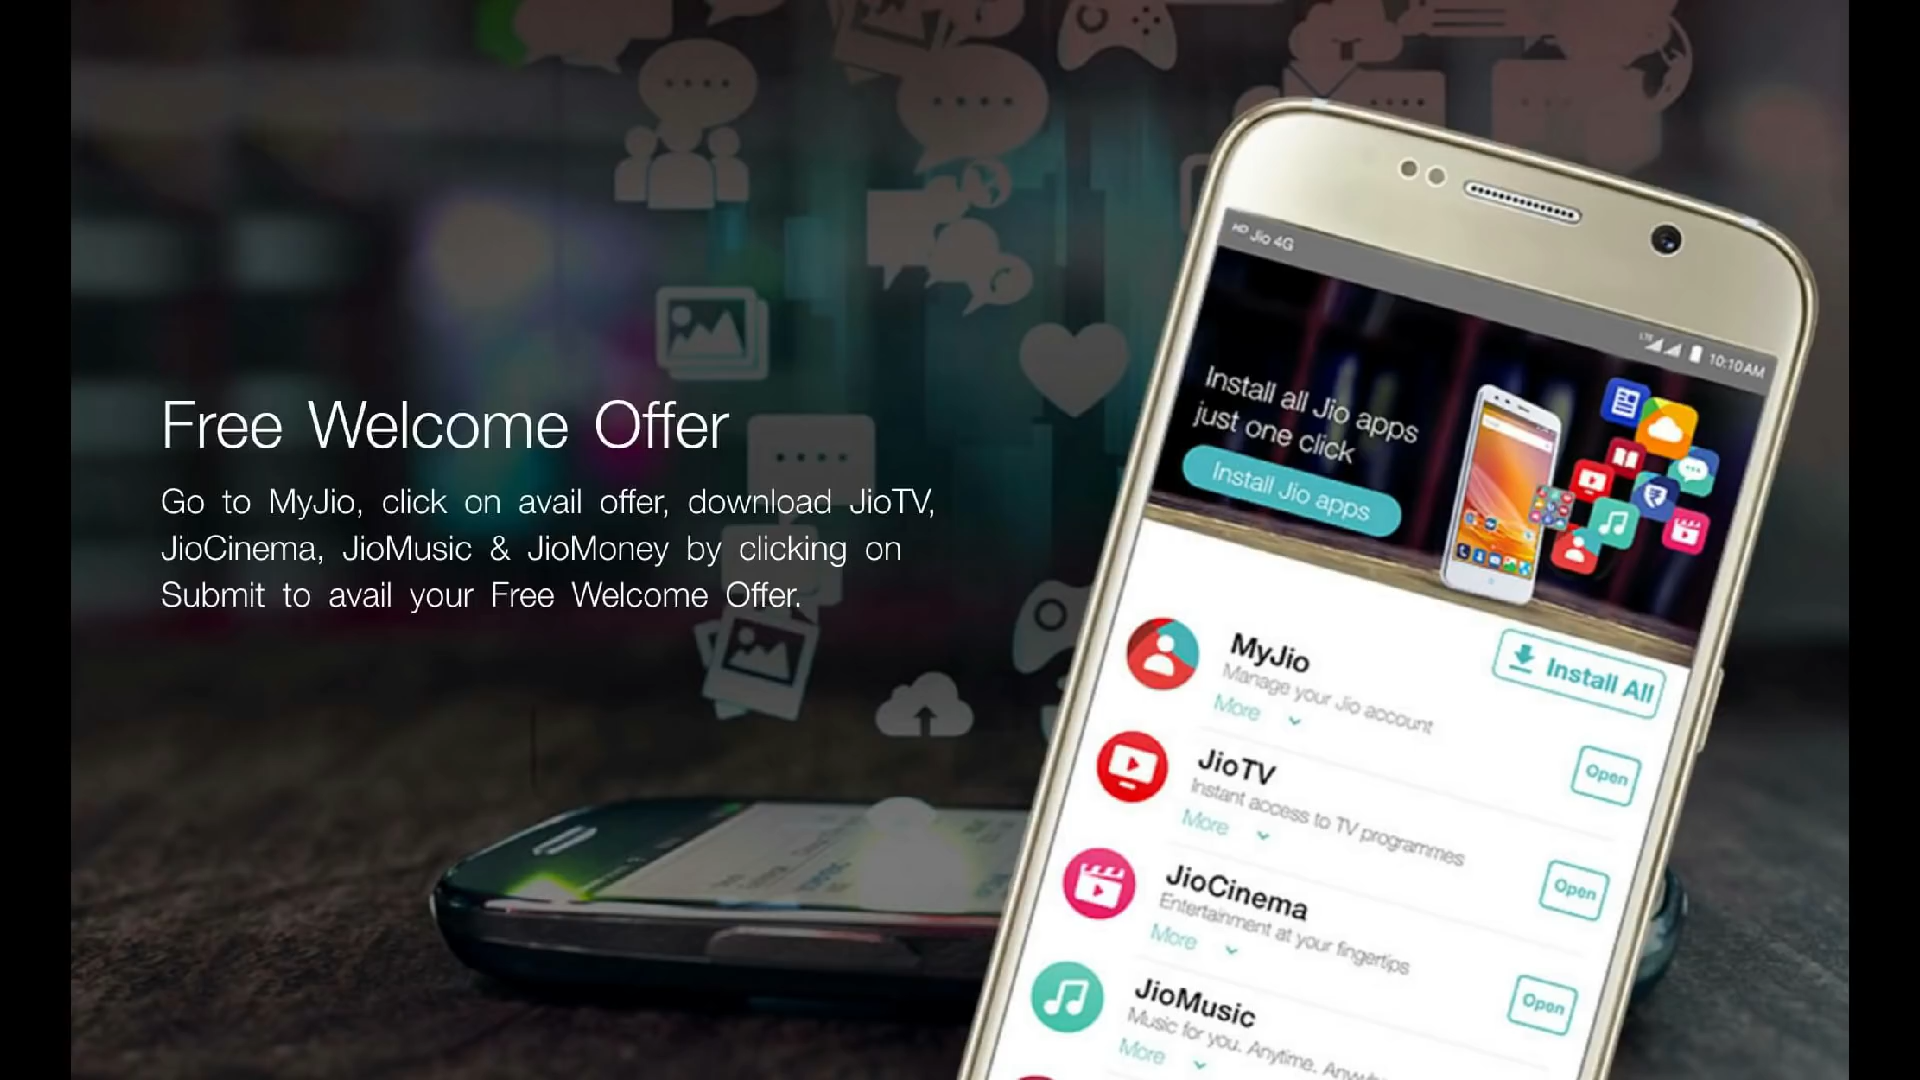 Free Welcome Offer
Go to MyJio, click on avail offer, download JioTV,
JioCinema, JioMusic & JioMoney by clicking on
Submit to avail your Free Welcome Offer.
HD Jio 4G
LTE 10:10AM
Install all Jio apps
just one click
Install Jio apps
MyJio
Manage your Jio account
More
Install All
JioTV
Instant access to TV programmes
More
Open
JioCinema
Entertainment at your fingertips
More
Open
JioMusic
Music for you. Anytime.
More
Open